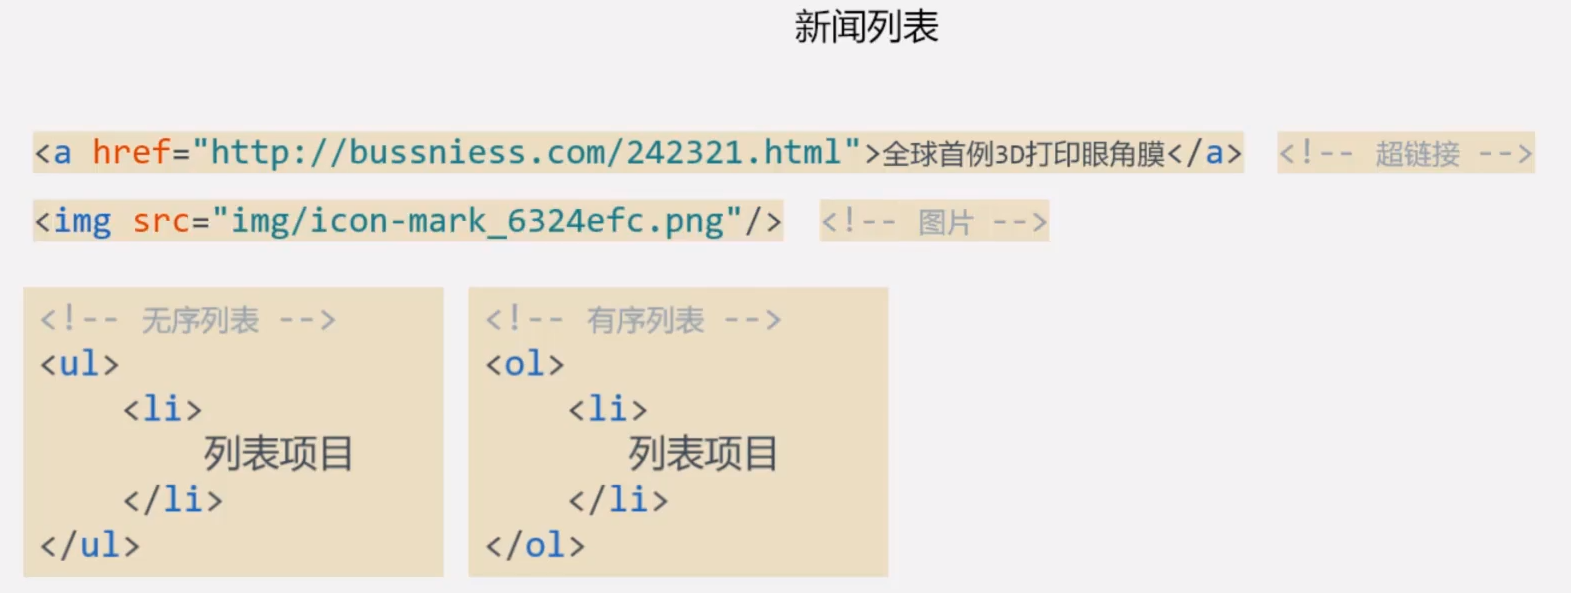 新闻列表
<a href="http://bussniess.com/242321.html">全球首例3D打印眼角膜</a> <!-- 超链接 -->
<img src="img/icon-mark_6324efc.png"/> <!-- 图片 -->
<!-- 无序列表 -->
<ul>
<li>
列表项目
</li>
</ul>
<!-- 有序列表 -->
<ol>
<li>
列表项目
</li>
</ol>